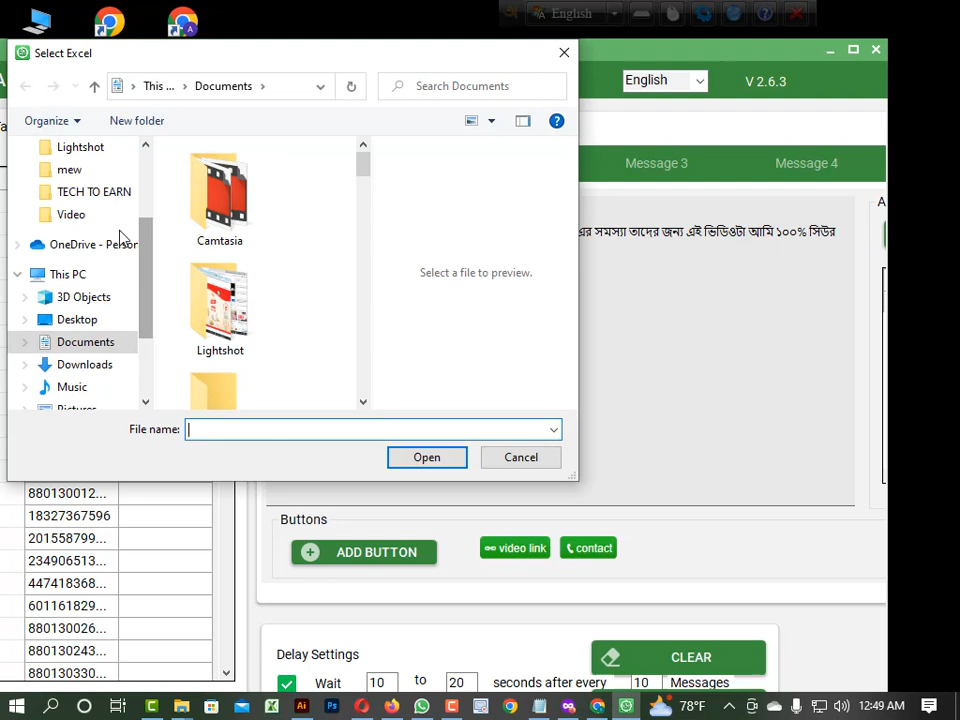 English
Select Excel
This ... Documents
Search Documents
English
V 2.6.3
Organize
New folder
Lightshot
mew
TECH TO EARN
Video
OneDrive - Person
This PC
3D Objects
Desktop
Documents
Downloads
Music
Pictures
Camtasia
Lightshot
Select a file to preview.
File name:
Open
Cancel
Message 3
Message 4
এর সমস্যা তাদের জন্য এই ভিডিওটা আমি ১০০% সিউর
880130012...
18327367596
201558799...
234906513...
447418368...
601161829...
880130026...
880130243...
880130330...
Buttons
ADD BUTTON
video link
contact
Delay Settings
CLEAR
Wait 10 to 20 seconds after every 10 Messages
78°F
12:49 AM